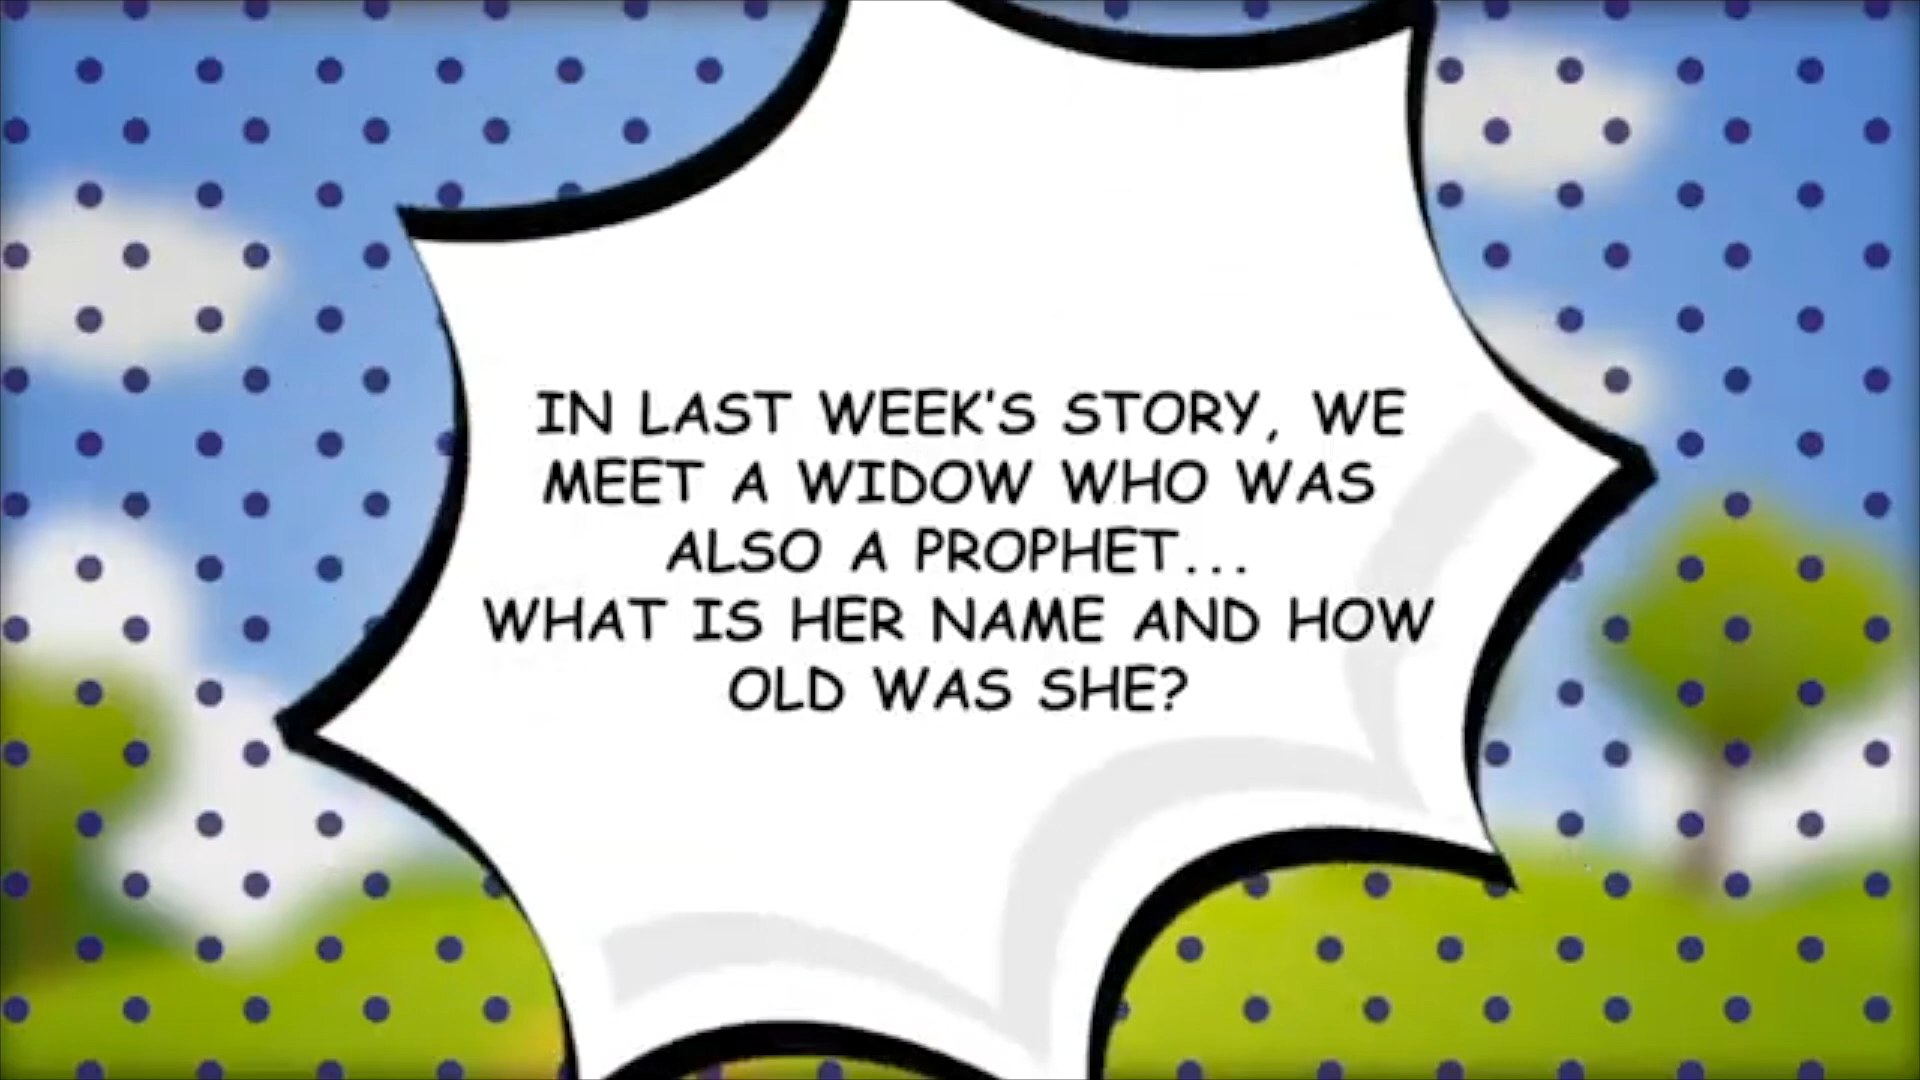 IN LAST WEEK'S STORY, WE
MEET A WIDOW WHO WAS
ALSO A PROPHET...
WHAT IS HER NAME AND HOW
OLD WAS SHE?